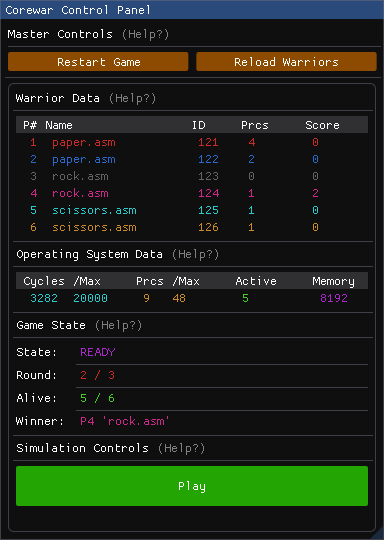 Corewar Control Panel
Master Controls (Help?)
Restart Game Reload Warriors
Warrior Data (Help?)
P# Name ID Prcs Score
1 paper.asm 121 4 0
2 paper.asm 122 2 0
3 rock.asm 123 0 0
4 rock.asm 124 1 2
5 scissors.asm 125 1 0
6 scissors.asm 126 1 0
Operating System Data (Help?)
Cycles /Max Prcs /Max Active Memory
3282 20000 9 48 5 8192
Game State (Help?)
State: READY
Round: 2 / 3
Alive: 5 / 6
Winner: P4 'rock.asm'
Simulation Controls (Help?)
Play